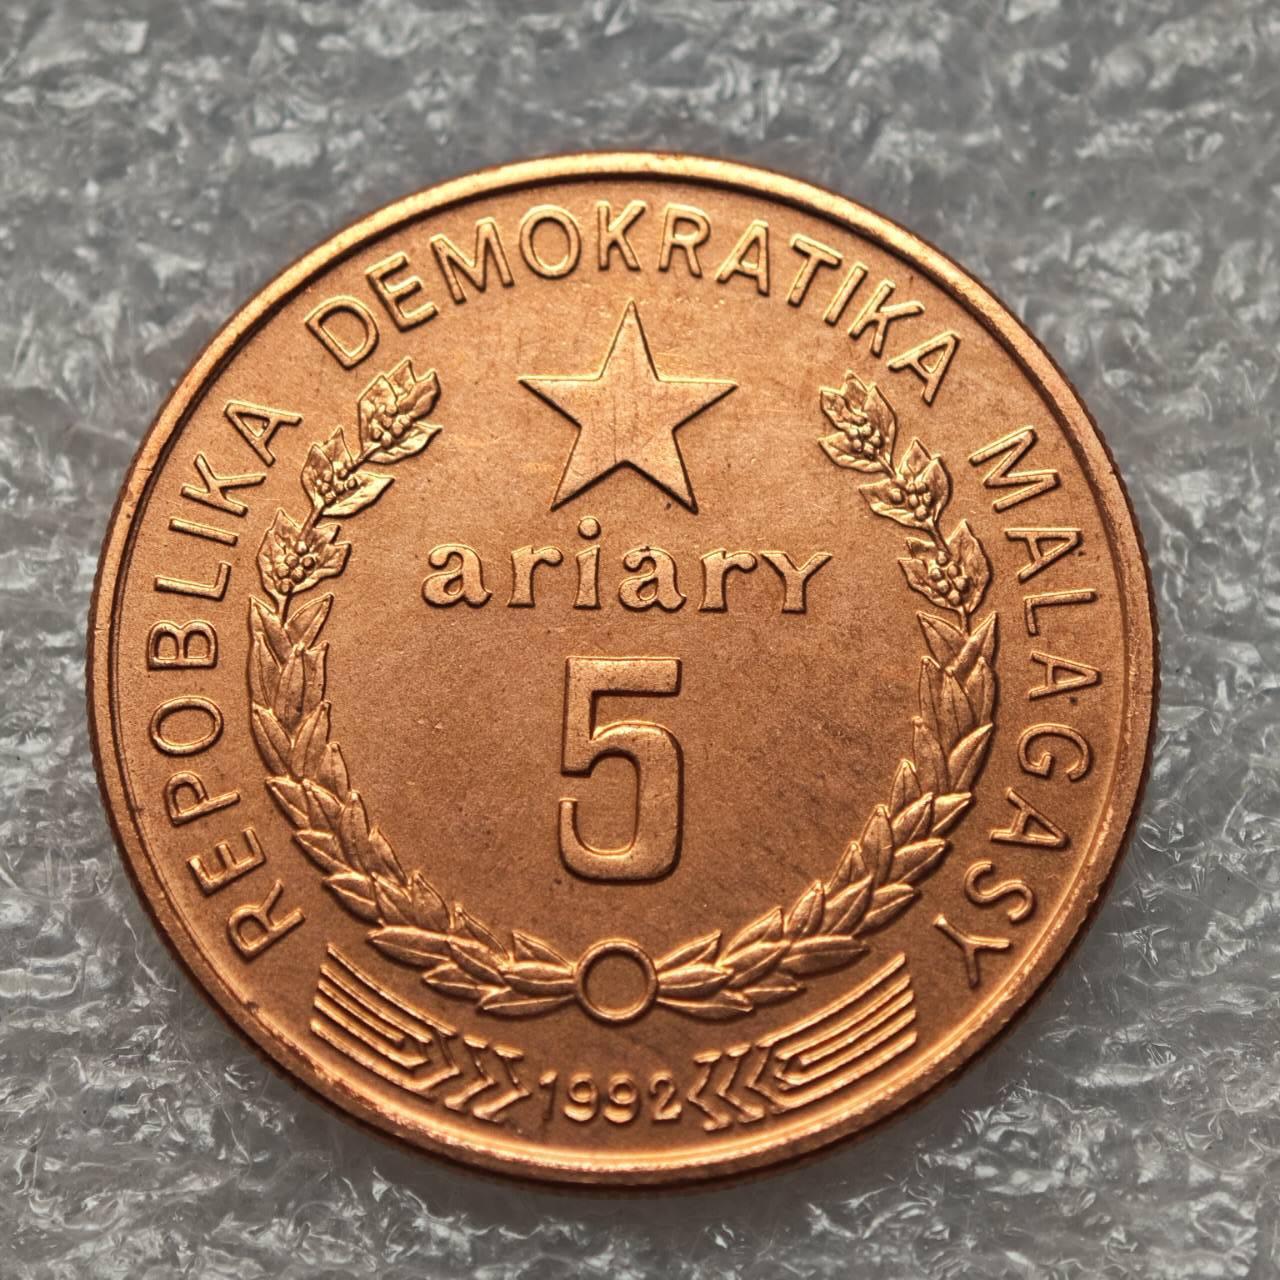 REPOBLIKA DEMOKRATIKA MALAGASY
ariary
5
1992